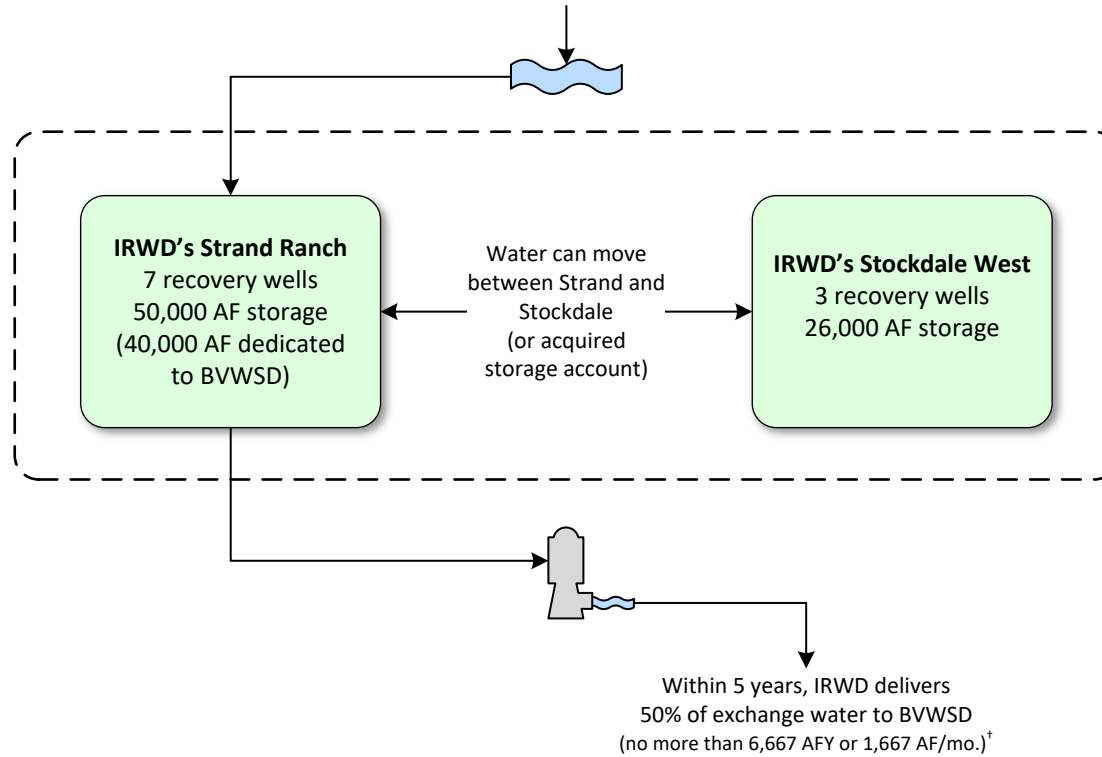 IRWD’s Strand Ranch
7 recovery wells
50,000 AF storage
(40,000 AF dedicated
to BVWSD)
Water can move
between Strand and
Stockdale
(or acquired
storage account)
IRWD’s Stockdale West
3 recovery wells
26,000 AF storage
Within 5 years, IRWD delivers
50% of exchange water to BVWSD
(no more than 6,667 AFY or 1,667 AF/mo.)†